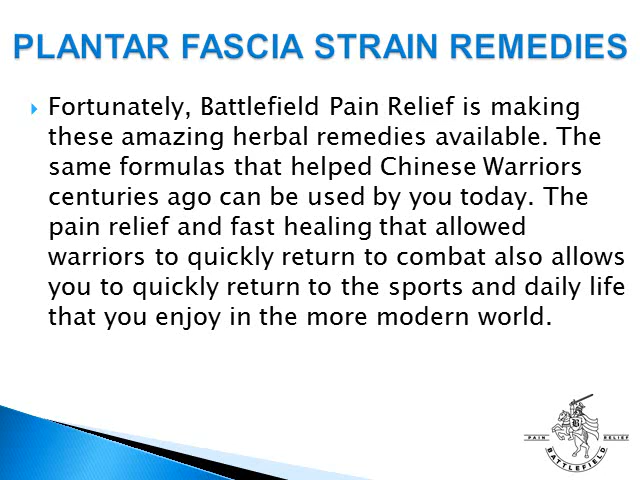 PLANTAR FASCIA STRAIN REMEDIES
Fortunately, Battlefield Pain Relief is making
these amazing herbal remedies available. The
same formulas that helped Chinese Warriors
centuries ago can be used by you today. The
pain relief and fast healing that allowed
warriors to quickly return to combat also allows
you to quickly return to the sports and daily life
that you enjoy in the more modern world.
B
PAIN RELIEF
BATTLEFIELD